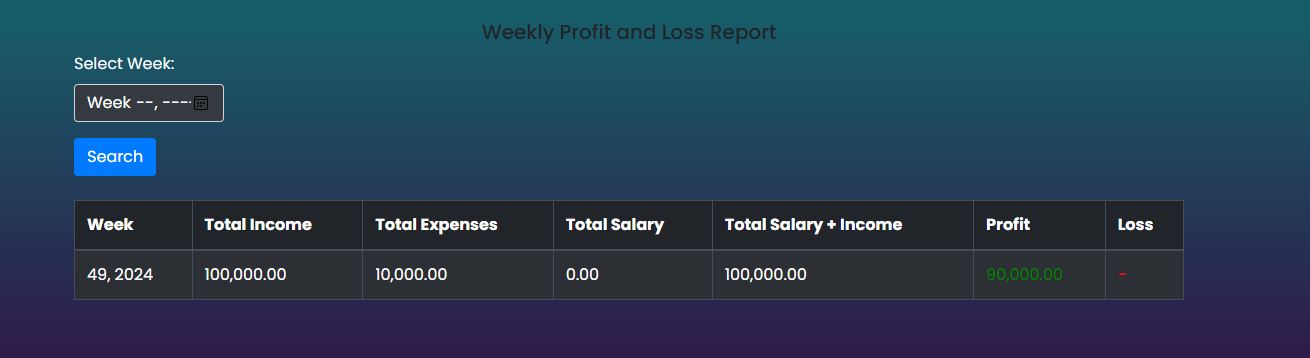 Weekly Profit and Loss Report
Select Week:
Week --, ----
Search
Week Total Income Total Expenses Total Salary Total Salary + Income Profit Loss
49, 2024 100,000.00 10,000.00 0.00 100,000.00 90,000.00 -